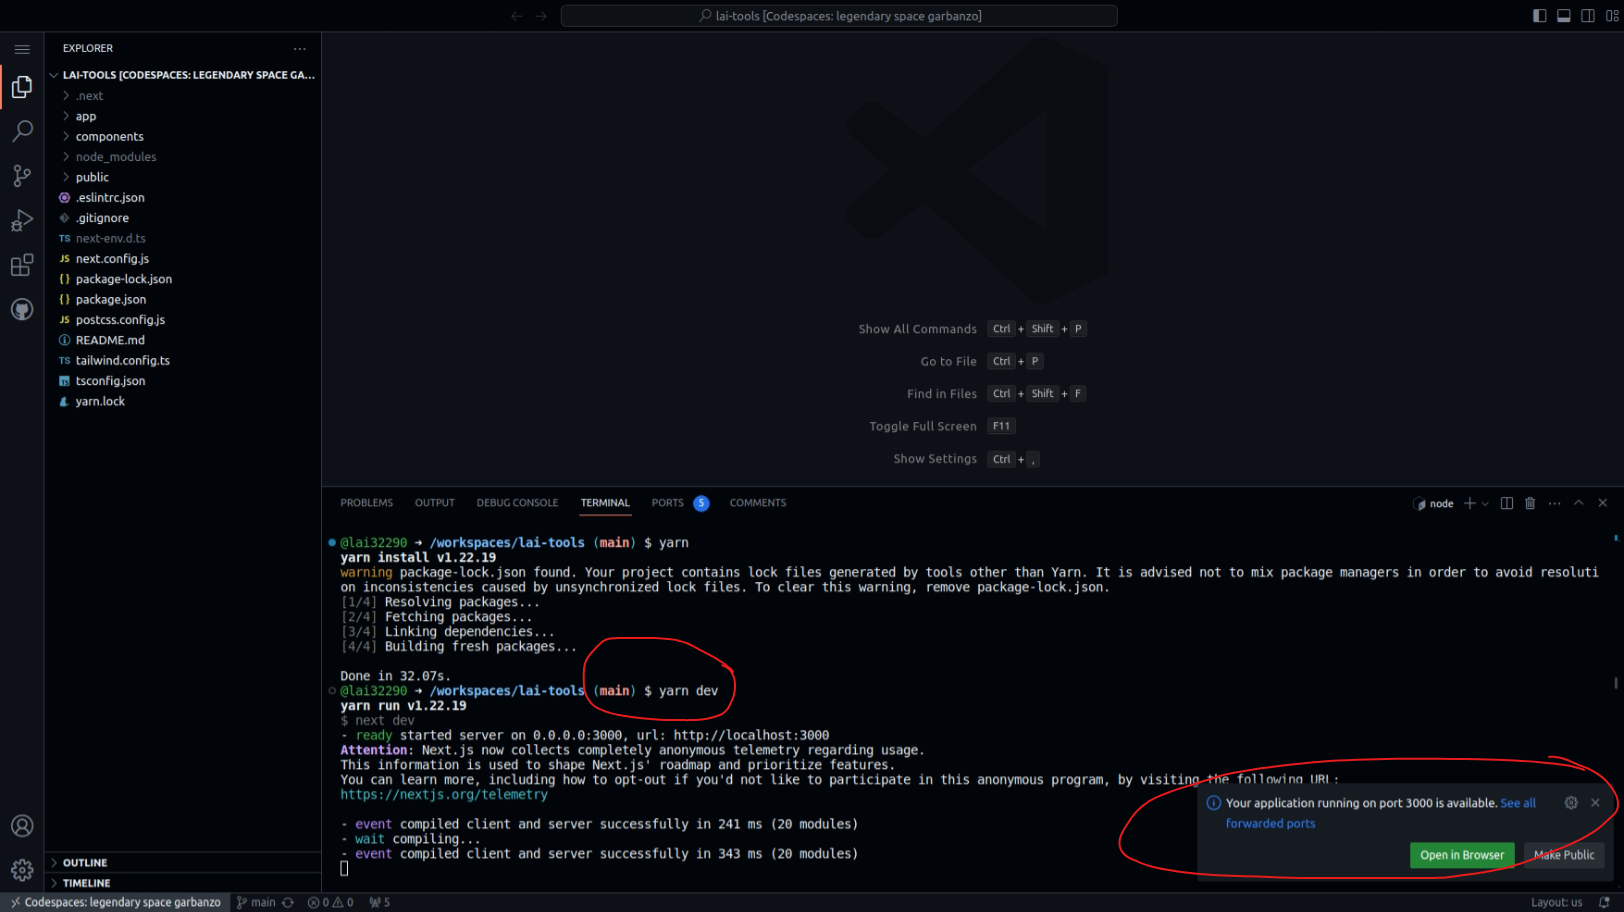 lai-tools [Codespaces: legendary space garbanzo]
EXPLORER
LAI-TOOLS [CODESPACES: LEGENDARY SPACE GA...
.next
app
components
node_modules
public
.eslintrc.json
.gitignore
TS next-env.d.ts
JS next.config.js
{} package-lock.json
{} package.json
JS postcss.config.js
README.md
TS tailwind.config.ts
TS tsconfig.json
yarn.lock
OUTLINE
TIMELINE
Show All Commands Ctrl + Shift + P
Go to File Ctrl + P
Find in Files Ctrl + Shift + F
Toggle Full Screen F11
Show Settings Ctrl + ,
PROBLEMS OUTPUT DEBUG CONSOLE TERMINAL PORTS 5 COMMENTS
node
@lai32290 → /workspaces/lai-tools (main) $ yarn
yarn install v1.22.19
warning package-lock.json found. Your project contains lock files generated by tools other than Yarn. It is advised not to mix package managers in order to avoid resoluti
on inconsistencies caused by unsynchronized lock files. To clear this warning, remove package-lock.json.
[1/4] Resolving packages...
[2/4] Fetching packages...
[3/4] Linking dependencies...
[4/4] Building fresh packages...
Done in 32.07s.
@lai32290 → /workspaces/lai-tools (main) $ yarn dev
yarn run v1.22.19
$ next dev
- ready started server on 0.0.0.0:3000, url: http://localhost:3000
Attention: Next.js now collects completely anonymous telemetry regarding usage.
This information is used to shape Next.js' roadmap and prioritize features.
You can learn more, including how to opt-out if you'd not like to participate in this anonymous program, by visiting the following URL:
https://nextjs.org/telemetry
- event compiled client and server successfully in 241 ms (20 modules)
- wait compiling...
- event compiled client and server successfully in 343 ms (20 modules)
Your application running on port 3000 is available. See all
forwarded ports
Open in Browser Make Public
Codespaces: legendary space garbanzo main 0 0 5 Layout: us